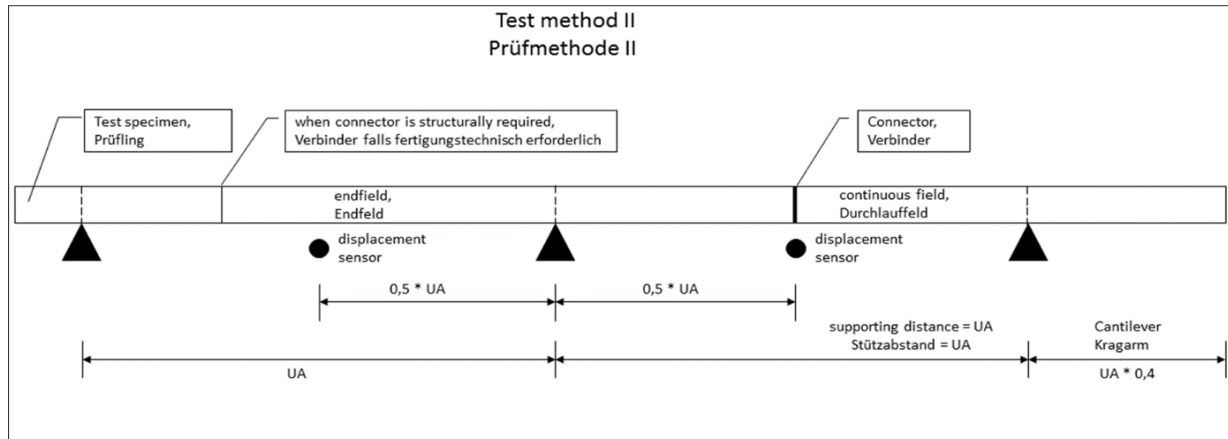 Test method II
Prüfmethode II
Test specimen,
Prüfling
when connector is structurally required,
Verbinder falls fertigungstechnisch erforderlich
Connector,
Verbinder
endfield,
Endfeld
continuous field,
Durchlauffeld
displacement
sensor
displacement
sensor
0,5 * UA
0,5 * UA
supporting distance = UA
Stützabstand = UA
Cantilever
Kragarm
UA
UA * 0,4